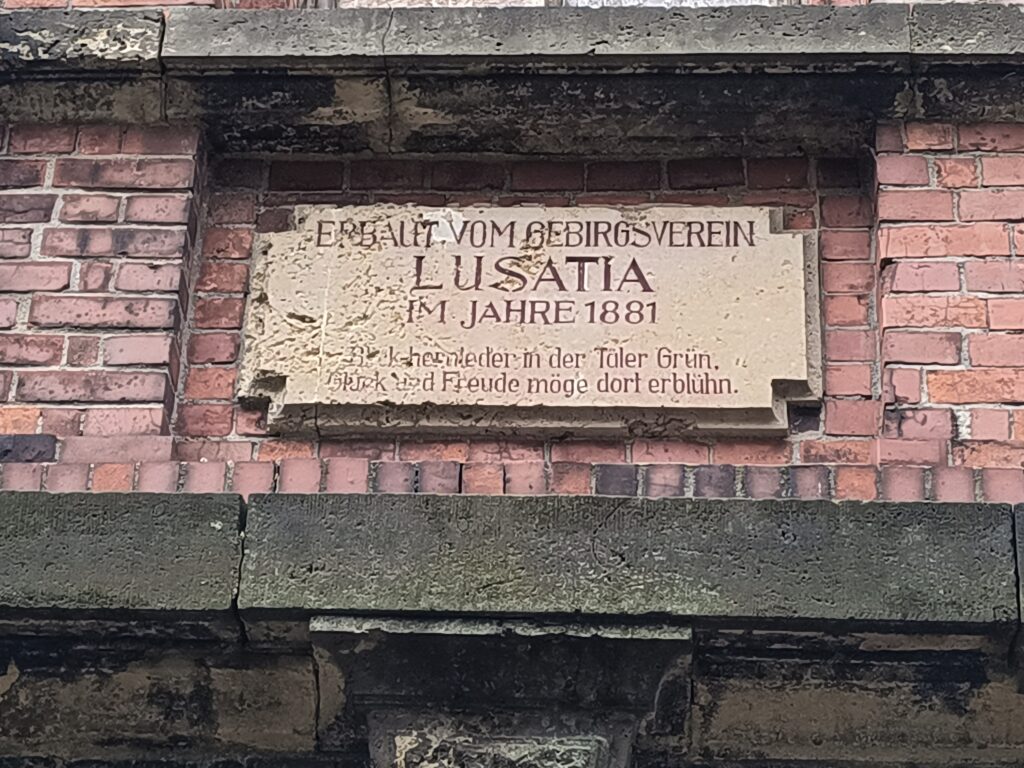 ERBAUT VOM GEBIRGSVEREIN
LUSATIA
IM JAHRE 1881
Blick hernieder in der Täler Grün,
Glück und Freude möge dort erblühn.